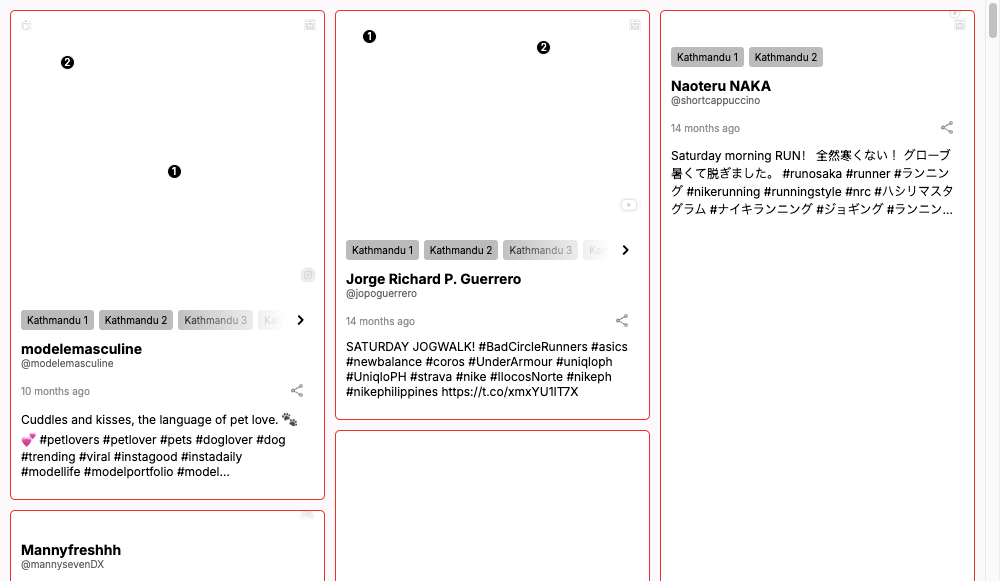 2
1
Kathmandu 1
Kathmandu 2
Kathmandu 3
modelemasculine
@modelemasculine
10 months ago
Cuddles and kisses, the language of pet love. 🐾
💕 #petlovers #petlover #pets #doglover #dog
#trending #viral #instagood #instadaily
#modellife #modelportfolio #model...
Mannyfreshhh
@mannysevenDX
1
2
Kathmandu 1
Kathmandu 2
Kathmandu 3
Jorge Richard P. Guerrero
@jopoguerrero
14 months ago
SATURDAY JOGWALK! #BadCircleRunners #asics
#newbalance #coros #UnderArmour #uniqloph
#UniqloPH #strava #nike #IlocosNorte #nikeph
#nikephilippines https://t.co/xmxYU1lT7X
Kathmandu 1
Kathmandu 2
Naoteru NAKA
@shortcappuccino
14 months ago
Saturday morning RUN！ 全然寒くない！ グローブ
暑くて脱ぎました。 #runosaka #runner #ランニン
グ #nikerunning #runningstyle #nrc #ハシリマスタ
グラム #ナイキランニング #ジョギング #ランニン...